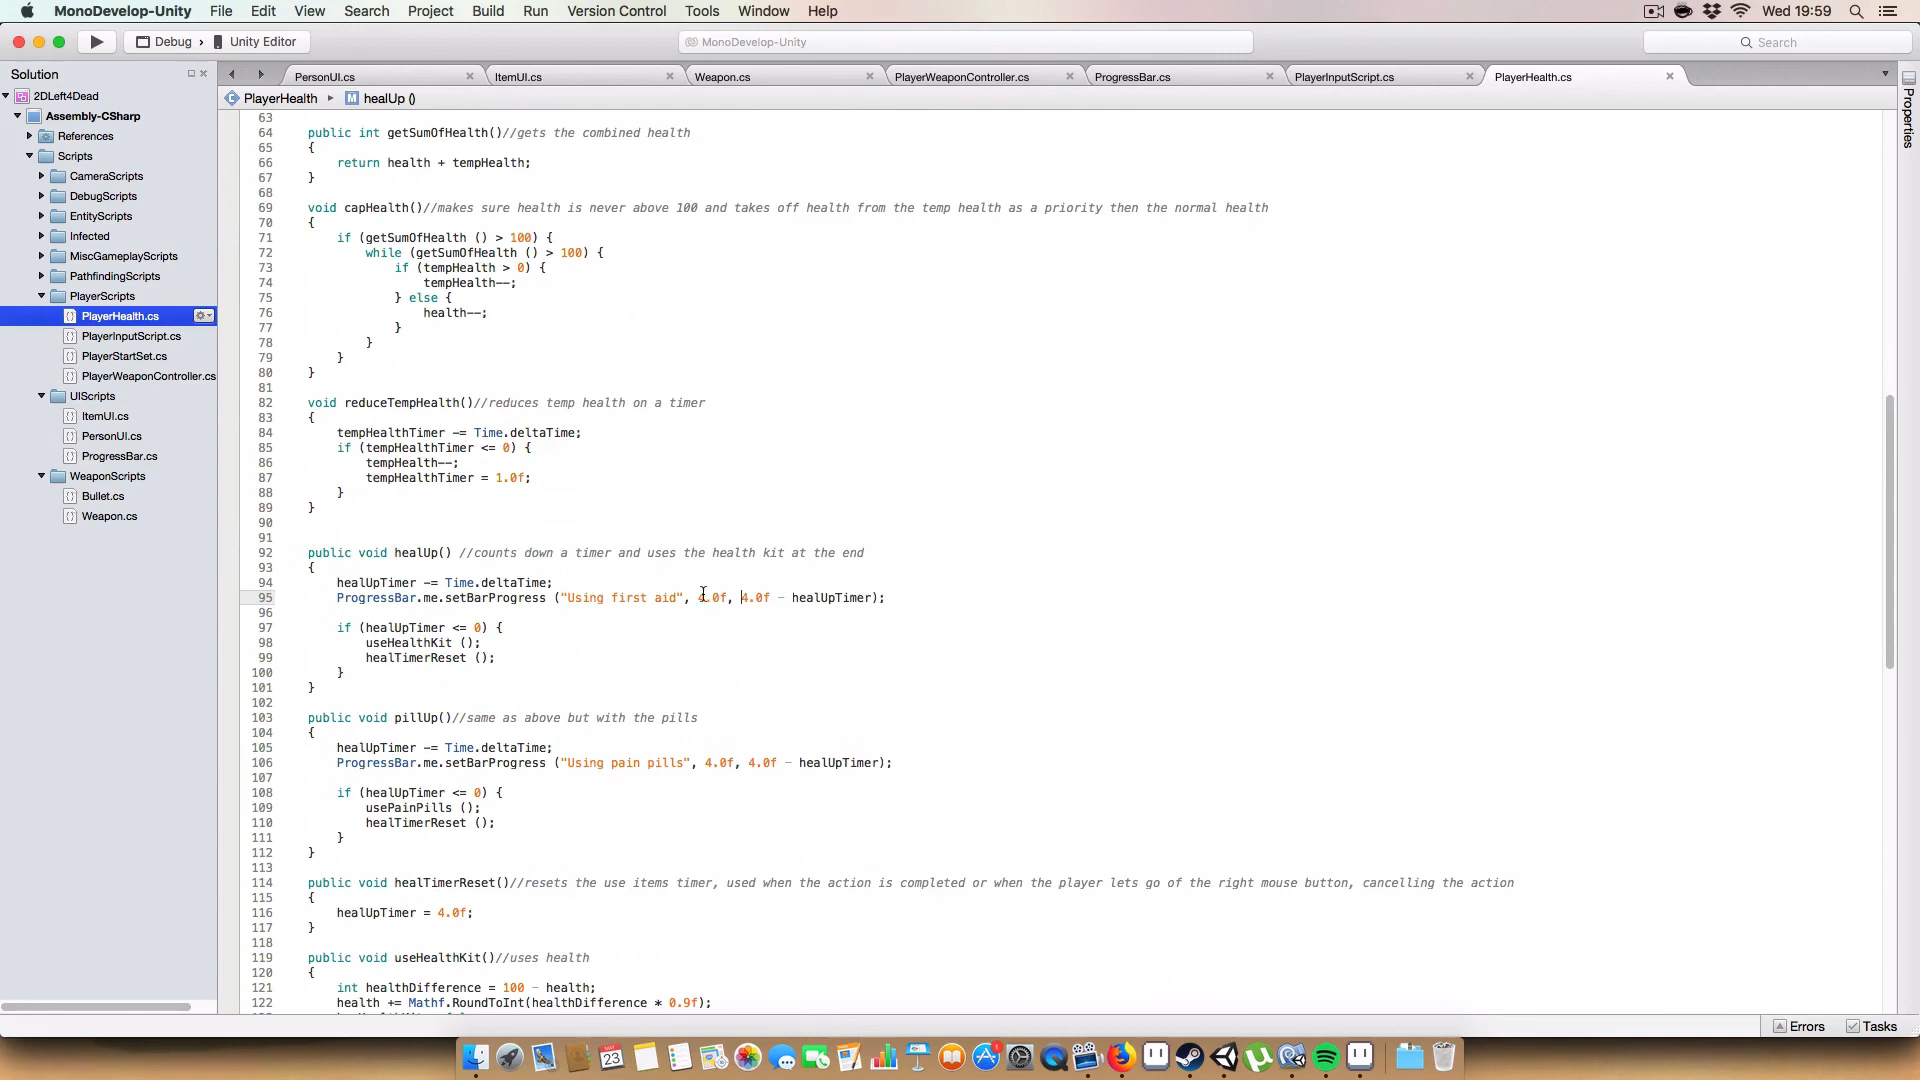 MonoDevelop-Unity File Edit View Search Project Build Run Version Control Tools Window Help Wed 19:59
Debug › Unity Editor MonoDevelop-Unity Search
Solution
2DLeft4Dead
Assembly-CSharp
References
Scripts
CameraScripts
DebugScripts
EntityScripts
Infected
MiscGameplayScripts
PathfindingScripts
PlayerScripts
PlayerHealth.cs
PlayerInputScript.cs
PlayerStartSet.cs
PlayerWeaponController.cs
UIScripts
ItemUI.cs
PersonUI.cs
ProgressBar.cs
WeaponScripts
Bullet.cs
Weapon.cs
PersonUI.cs ItemUI.cs Weapon.cs PlayerWeaponController.cs ProgressBar.cs PlayerInputScript.cs PlayerHealth.cs
PlayerHealth ▸ M healUp ()
Properties
63
64 public int getSumOfHealth()//gets the combined health
65 {
66 return health + tempHealth;
67 }
68
69 void capHealth()//makes sure health is never above 100 and takes off health from the temp health as a priority then the normal health
70 {
71 if (getSumOfHealth () > 100) {
72 while (getSumOfHealth () > 100) {
73 if (tempHealth > 0) {
74 tempHealth--;
75 } else {
76 health--;
77 }
78 }
79 }
80 }
81
82 void reduceTempHealth()//reduces temp health on a timer
83 {
84 tempHealthTimer -= Time.deltaTime;
85 if (tempHealthTimer <= 0) {
86 tempHealth--;
87 tempHealthTimer = 1.0f;
88 }
89 }
90
91
92 public void healUp() //counts down a timer and uses the health kit at the end
93 {
94 healUpTimer -= Time.deltaTime;
95 ProgressBar.me.setBarProgress ("Using first aid", 4.0f, 4.0f - healUpTimer);
96
97 if (healUpTimer <= 0) {
98 useHealthKit ();
99 healTimerReset ();
100 }
101 }
102
103 public void pillUp()//same as above but with the pills
104 {
105 healUpTimer -= Time.deltaTime;
106 ProgressBar.me.setBarProgress ("Using pain pills", 4.0f, 4.0f - healUpTimer);
107
108 if (healUpTimer <= 0) {
109 usePainPills ();
110 healTimerReset ();
111 }
112 }
113
114 public void healTimerReset()//resets the use items timer, used when the action is completed or when the player lets go of the right mouse button, cancelling the action
115 {
116 healUpTimer = 4.0f;
117 }
118
119 public void useHealthKit()//uses health
120 {
121 int healthDifference = 100 - health;
122 health += Mathf.RoundToInt(healthDifference * 0.9f);
Errors Tasks
23